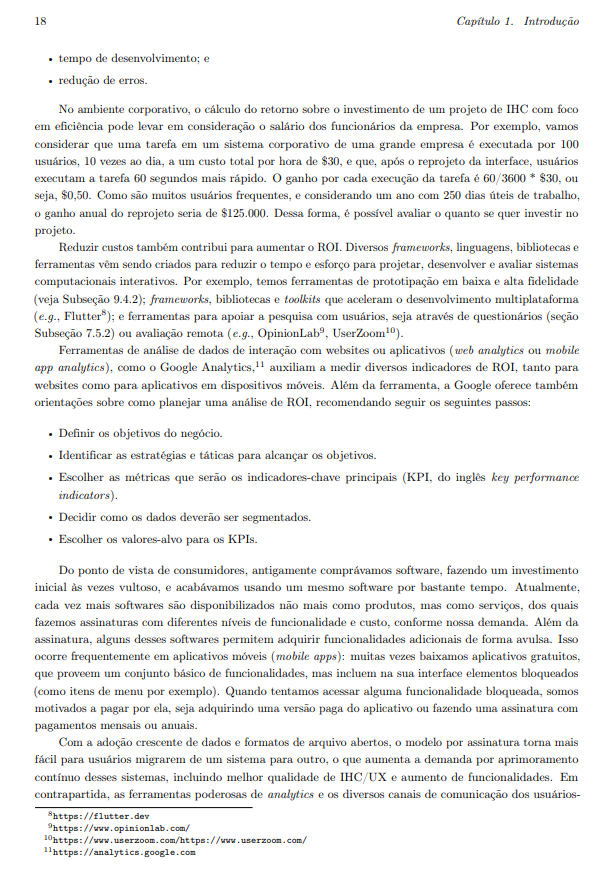 18 Capítulo 1. Introdução
• tempo de desenvolvimento; e
• redução de erros.
No ambiente corporativo, o cálculo do retorno sobre o investimento de um projeto de IHC com foco
em eficiência pode levar em consideração o salário dos funcionários da empresa. Por exemplo, vamos
considerar que uma tarefa em um sistema corporativo de uma grande empresa é executada por 100
usuários, 10 vezes ao dia, a um custo total por hora de $30, e que, após o reprojeto da interface, usuários
executam a tarefa 60 segundos mais rápido. O ganho por cada execução da tarefa é 60/3600 * $30, ou
seja, $0,50. Como são muitos usuários frequentes, e considerando um ano com 250 dias úteis de trabalho,
o ganho anual do reprojeto seria de $125.000. Dessa forma, é possível avaliar o quanto se quer investir no
projeto.
Reduzir custos também contribui para aumentar o ROI. Diversos frameworks, linguagens, bibliotecas e
ferramentas vêm sendo criados para reduzir o tempo e esforço para projetar, desenvolver e avaliar sistemas
computacionais interativos. Por exemplo, temos ferramentas de prototipação em baixa e alta fidelidade
(veja Subseção 9.4.2); frameworks, bibliotecas e toolkits que aceleram o desenvolvimento multiplataforma
(e.g., Flutter⁸); e ferramentas para apoiar a pesquisa com usuários, seja através de questionários (seção
Subseção 7.5.2) ou avaliação remota (e.g., OpinionLab⁹, UserZoom¹⁰).
Ferramentas de análise de dados de interação com websites ou aplicativos (web analytics ou mobile
app analytics), como o Google Analytics,¹¹ auxiliam a medir diversos indicadores de ROI, tanto para
websites como para aplicativos em dispositivos móveis. Além da ferramenta, a Google oferece também
orientações sobre como planejar uma análise de ROI, recomendando seguir os seguintes passos:
• Definir os objetivos do negócio.
• Identificar as estratégias e táticas para alcançar os objetivos.
• Escolher as métricas que serão os indicadores-chave principais (KPI, do inglês key performance
indicators).
• Decidir como os dados deverão ser segmentados.
• Escolher os valores-alvo para os KPIs.
Do ponto de vista de consumidores, antigamente comprávamos software, fazendo um investimento
inicial às vezes vultoso, e acabávamos usando um mesmo software por bastante tempo. Atualmente,
cada vez mais softwares são disponibilizados não mais como produtos, mas como serviços, dos quais
fazemos assinaturas com diferentes níveis de funcionalidade e custo, conforme nossa demanda. Além da
assinatura, alguns desses softwares permitem adquirir funcionalidades adicionais de forma avulsa. Isso
ocorre frequentemente em aplicativos móveis (mobile apps): muitas vezes baixamos aplicativos gratuitos,
que proveem um conjunto básico de funcionalidades, mas incluem na sua interface elementos bloqueados
(como itens de menu por exemplo). Quando tentamos acessar alguma funcionalidade bloqueada, somos
motivados a pagar por ela, seja adquirindo uma versão paga do aplicativo ou fazendo uma assinatura com
pagamentos mensais ou anuais.
Com a adoção crescente de dados e formatos de arquivo abertos, o modelo por assinatura torna mais
fácil para usuários migrarem de um sistema para outro, o que aumenta a demanda por aprimoramento
contínuo desses sistemas, incluindo melhor qualidade de IHC/UX e aumento de funcionalidades. Em
contrapartida, as ferramentas poderosas de analytics e os diversos canais de comunicação dos usuários-
⁸https://flutter.dev
⁹https://www.opinionlab.com/
¹⁰https://www.userzoom.com/https://www.userzoom.com/
¹¹https://analytics.google.com